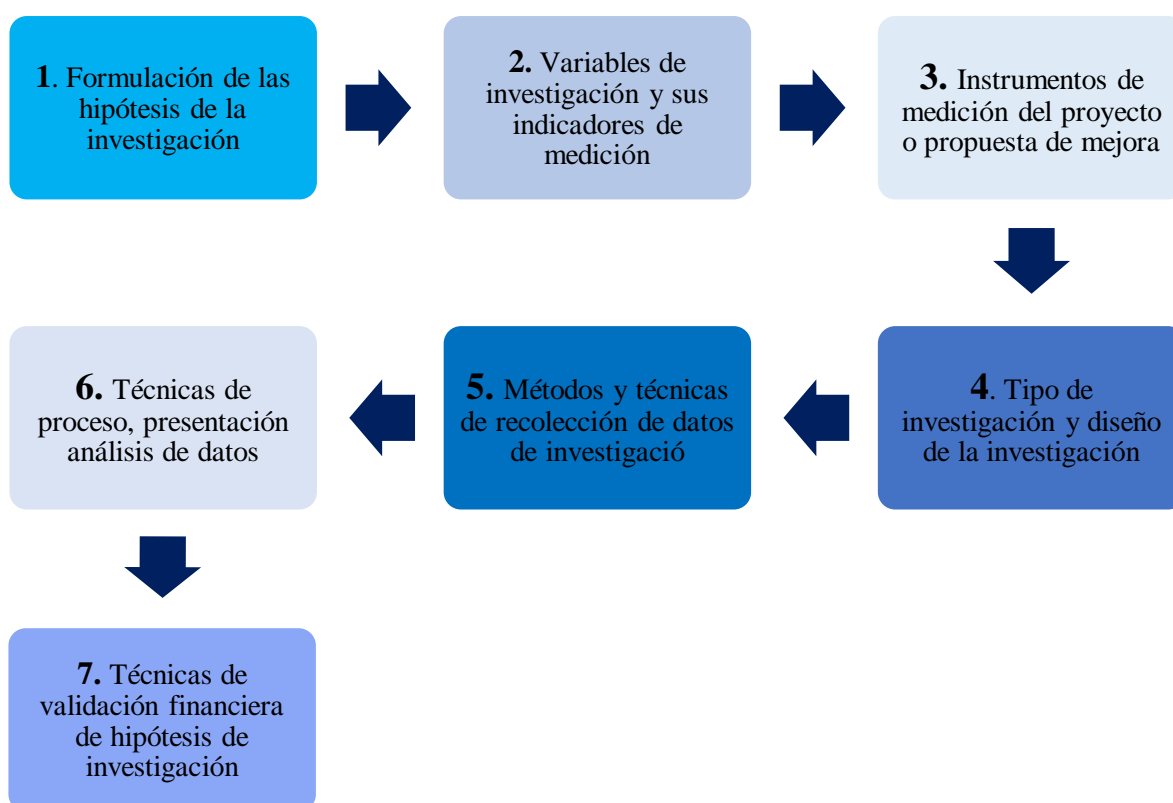 1. Formulación de las
hipótesis de la
investigación
2. Variables de
investigación y sus
indicadores de
medición
3. Instrumentos de
medición del proyecto
o propuesta de mejora
4. Tipo de
investigación y diseño
de la investigación
5. Métodos y técnicas
de recolección de datos
de investigació
6. Técnicas de
proceso, presentación
análisis de datos
7. Técnicas de
validación financiera
de hipótesis de
investigación